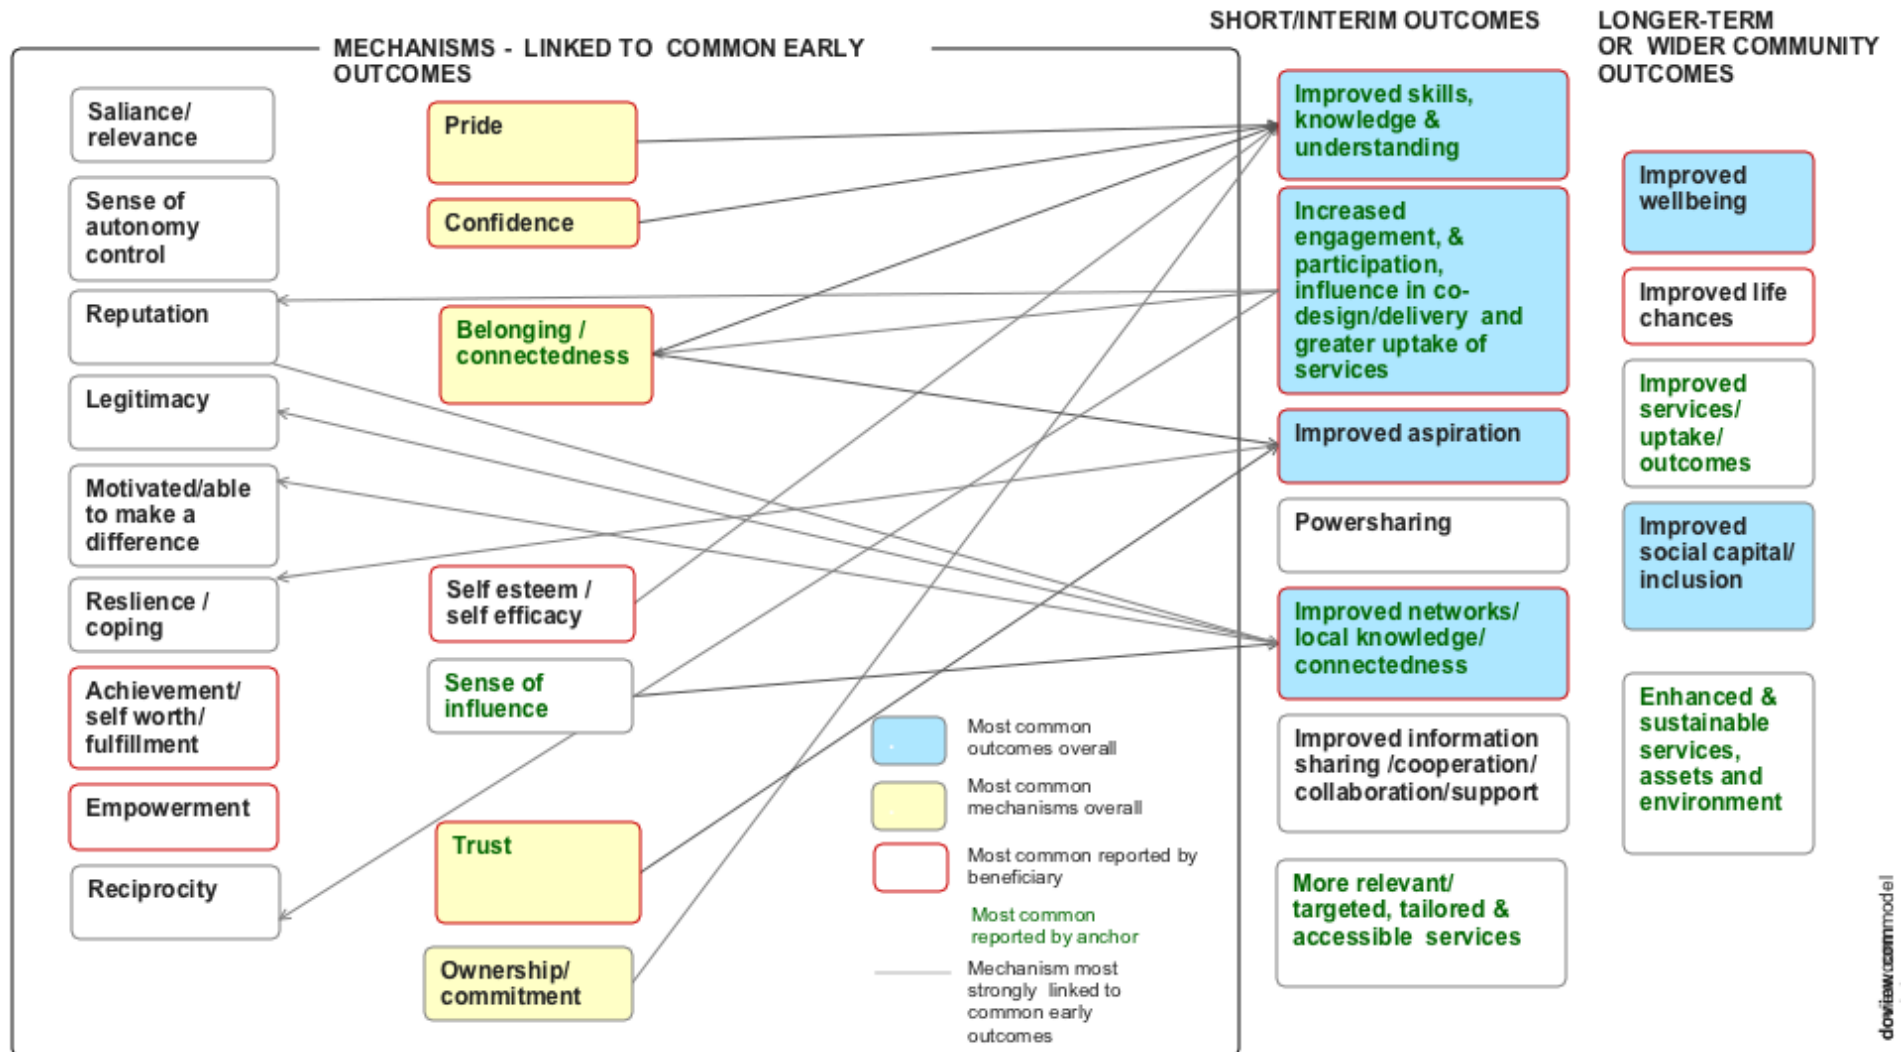 MECHANISMS - LINKED TO COMMON EARLY
OUTCOMES
Saliance/
relevance
Sense of
autonomy
control
Reputation
Legitimacy
Motivated/able
to make a
difference
Reslience /
coping
Achievement/
self worth/
fulfillment
Empowerment
Reciprocity
Pride
Confidence
Belonging /
connectedness
Self esteem /
self efficacy
Sense of
influence
Trust
Ownership/
commitment
Most common
outcomes overall
Most common
mechanisms overall
Most common reported by
beneficiary
Most common
reported by anchor
Mechanism most
strongly linked to
common early
outcomes
SHORT/INTERIM OUTCOMES
Improved skills,
knowledge &
understanding
Increased
engagement, &
participation,
influence in co-
design/delivery and
greater uptake of
services
Improved aspiration
Powersharing
Improved networks/
local knowledge/
connectedness
Improved information
sharing /cooperation/
collaboration/support
More relevant/
targeted, tailored &
accessible services
LONGER-TERM
OR WIDER COMMUNITY
OUTCOMES
Improved
wellbeing
Improved life
chances
Improved
services/
uptake/
outcomes
Improved
social capital/
inclusion
Enhanced &
sustainable
services,
assets and
environment
model